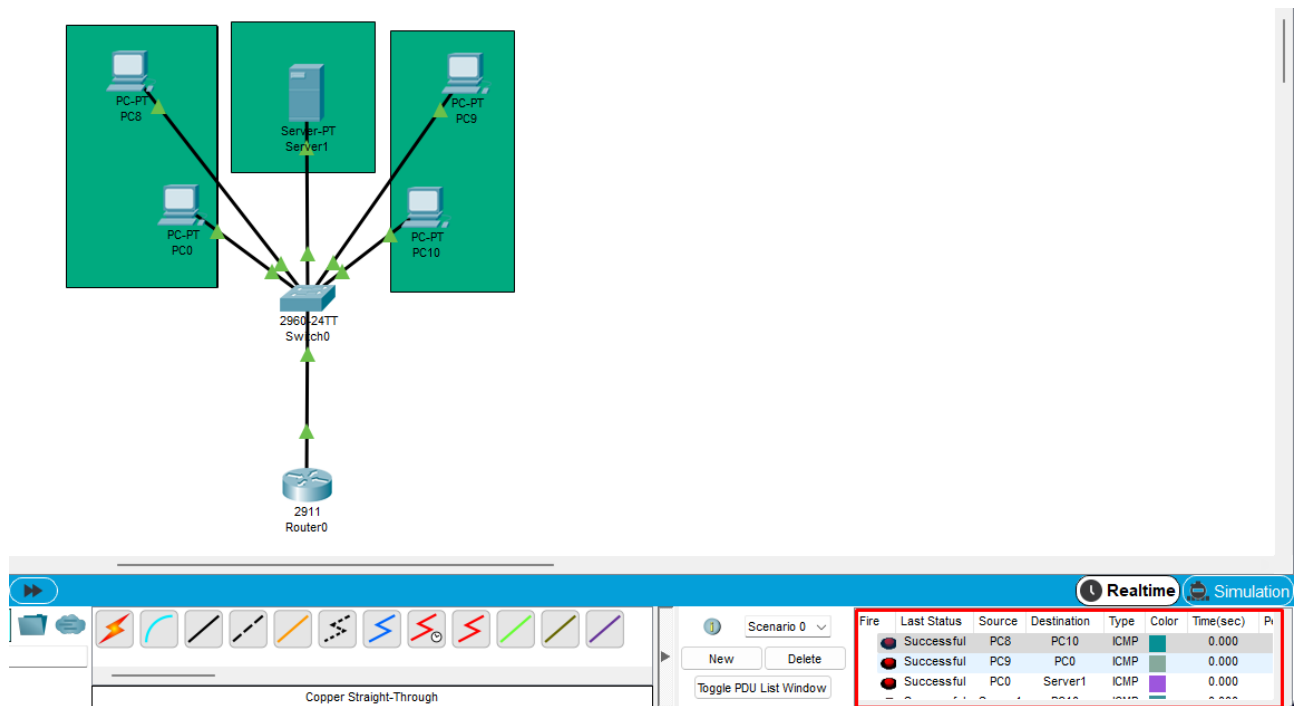 PC-PT
PC8
Server-PT
Server1
PC-PT
PC9
PC-PT
PC0
PC-PT
PC10
2960-24TT
Switch0
2911
Router0
Realtime
Simulation
Scenario 0
New
Delete
Toggle PDU List Window
Copper Straight-Through
Fire Last Status Source Destination Type Color Time(sec)
Successful PC8 PC10 ICMP 0.000
Successful PC9 PC0 ICMP 0.000
Successful PC0 Server1 ICMP 0.000